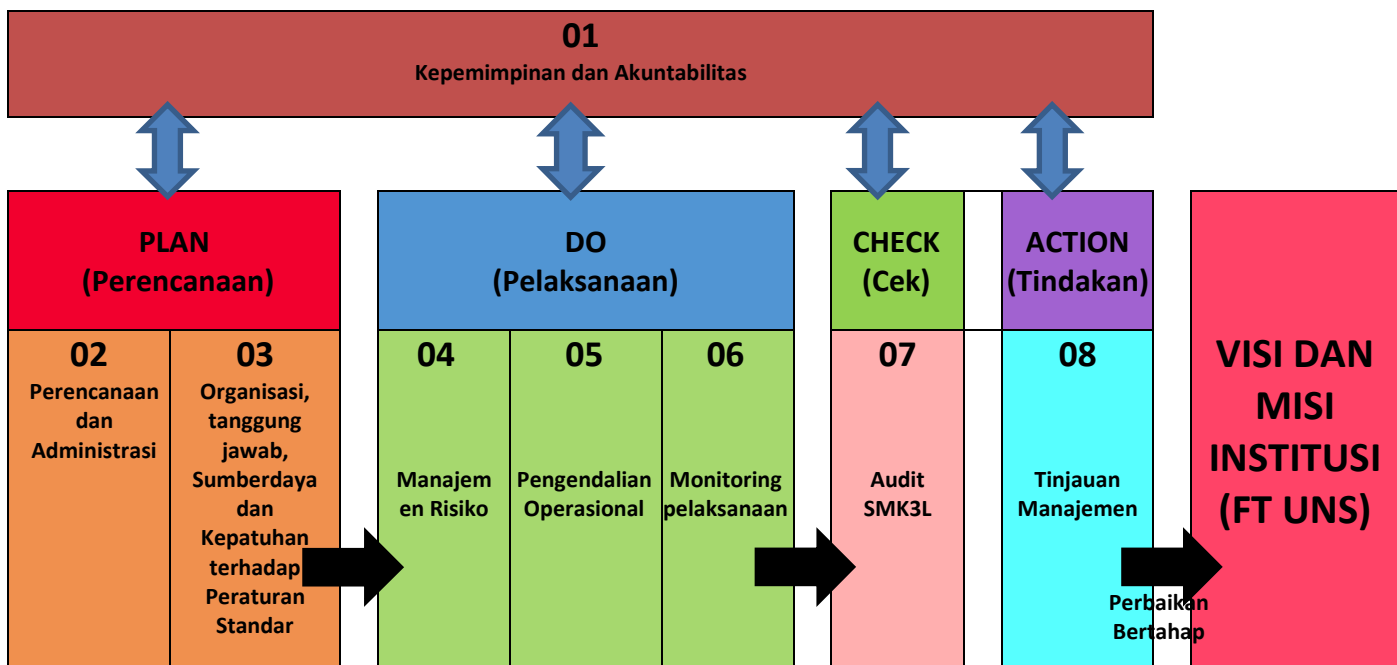 01
Kepemimpinan dan Akuntabilitas
PLAN
(Perencanaan)
DO
(Pelaksanaan)
CHECK
(Cek)
ACTION
(Tindakan)
02
Perencanaan
dan
Administrasi
03
Organisasi,
tanggung
jawab,
Sumberdaya
dan
Kepatuhan
terhadap
Peraturan
Standar
04
Manajem
en Risiko
05
Pengendalian
Operasional
06
Monitoring
pelaksanaan
07
Audit
SMK3L
08
Tinjauan
Manajemen
Perbaikan
Bertahap
VISI DAN
MISI
INSTITUSI
(FT UNS)